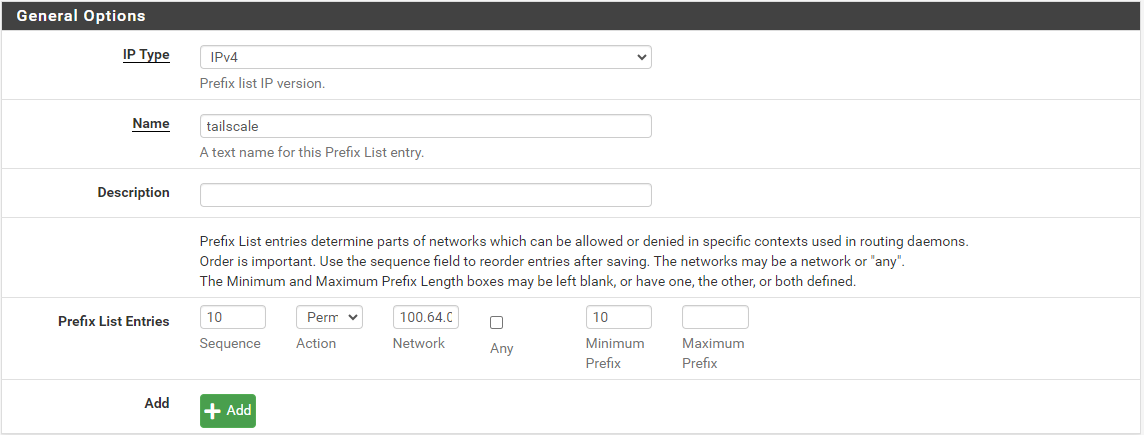 General Options
IP Type
IPv4
Prefix list IP version.
Name
tailscale
A text name for this Prefix List entry.
Description
Prefix List entries determine parts of networks which can be allowed or denied in specific contexts used in routing daemons.
Order is important. Use the sequence field to reorder entries after saving. The networks may be a network or "any".
The Minimum and Maximum Prefix Length boxes may be left blank, or have one, the other, or both defined.
Prefix List Entries
10 Perm 100.64.0 10
Sequence Action Network Any Minimum Prefix Maximum Prefix
Add
Add